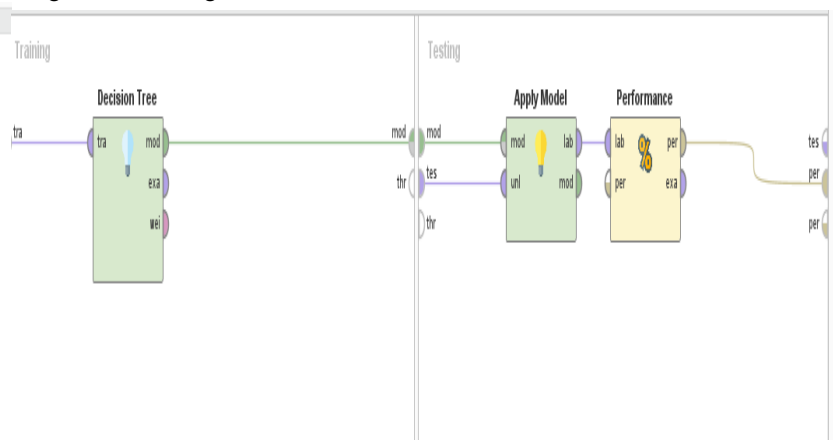 Training
Decision Tree
tra
tra
mod
exa
wei
mod
thr
Testing
Apply Model
Performance
mod
tes
thr
mod
unl
lab
mod
lab
per
per
exa
%
tes
per
per